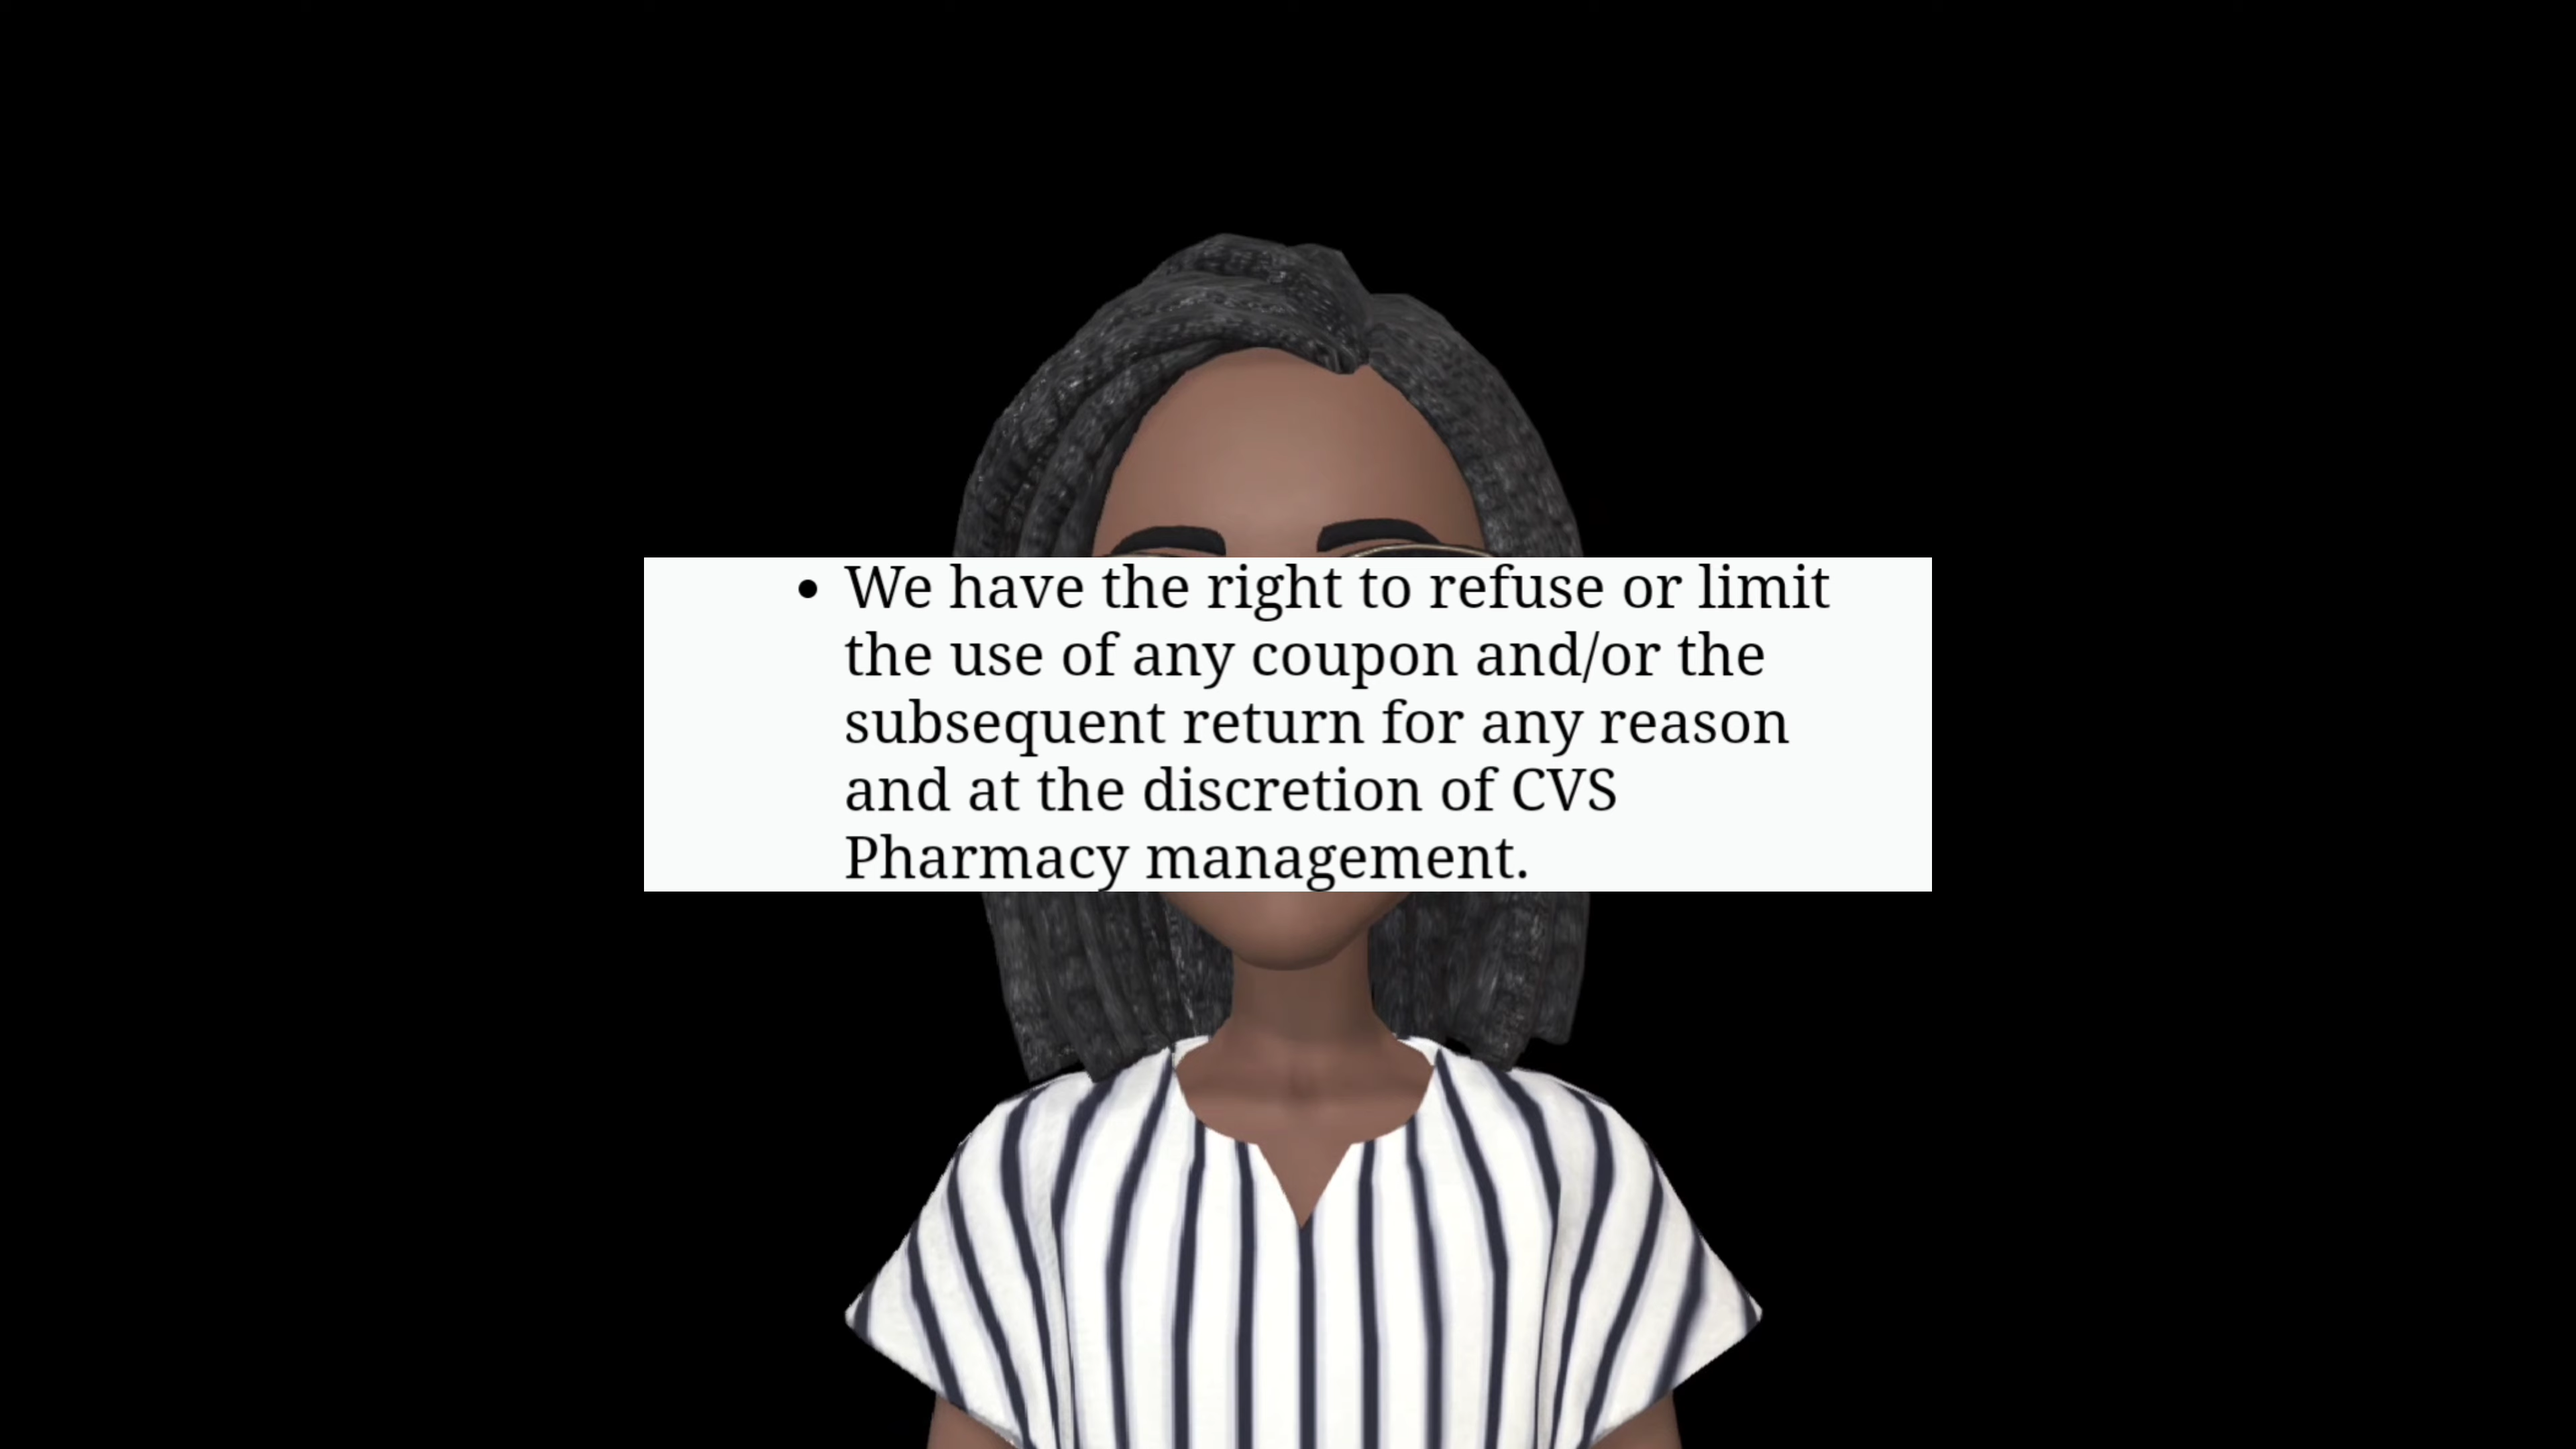 • We have the right to refuse or limit
the use of any coupon and/or the
subsequent return for any reason
and at the discretion of CVS
Pharmacy management.